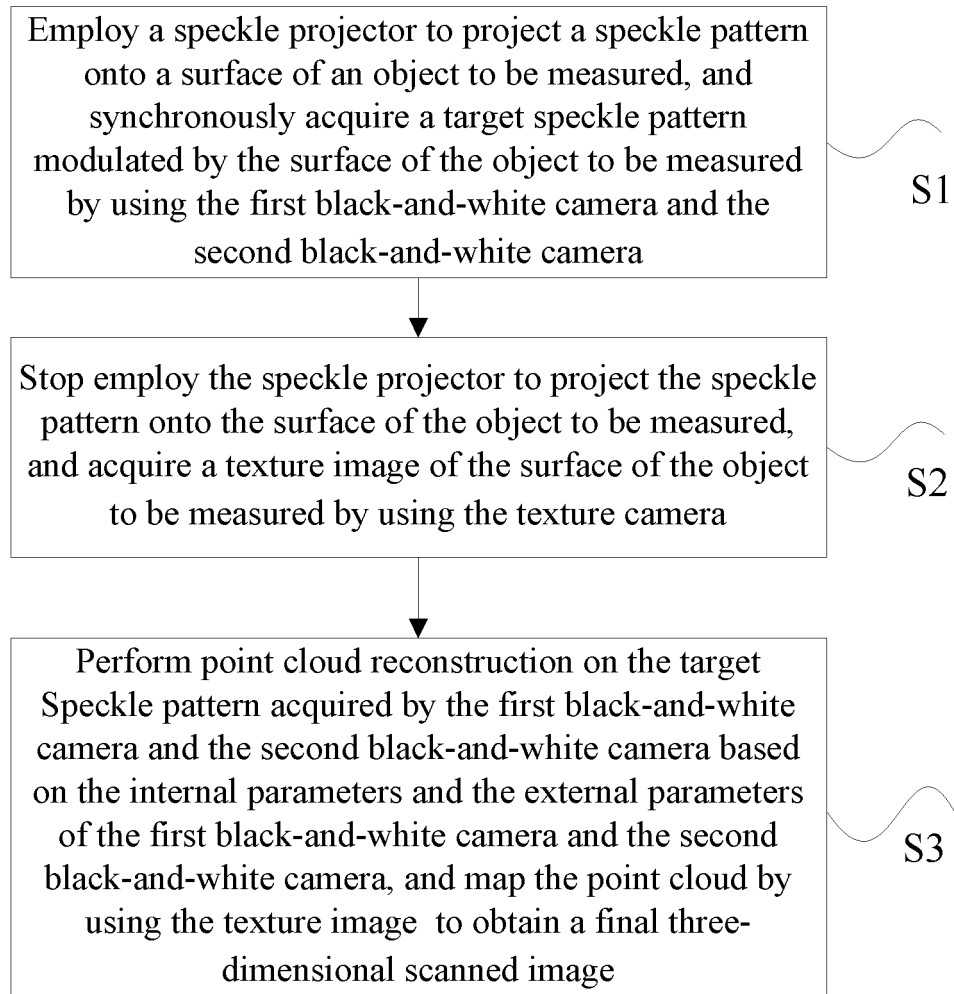 Employ a speckle projector to project a speckle pattern
onto a surface of an object to be measured, and
synchronously acquire a target speckle pattern
modulated by the surface of the object to be measured
by using the first black-and-white camera and the
second black-and-white camera
S1
Stop employ the speckle projector to project the speckle
pattern onto the surface of the object to be measured,
and acquire a texture image of the surface of the object
to be measured by using the texture camera
S2
Perform point cloud reconstruction on the target
Speckle pattern acquired by the first black-and-white
camera and the second black-and-white camera based
on the internal parameters and the external parameters
of the first black-and-white camera and the second
black-and-white camera, and map the point cloud by
using the texture image to obtain a final three-
dimensional scanned image
S3